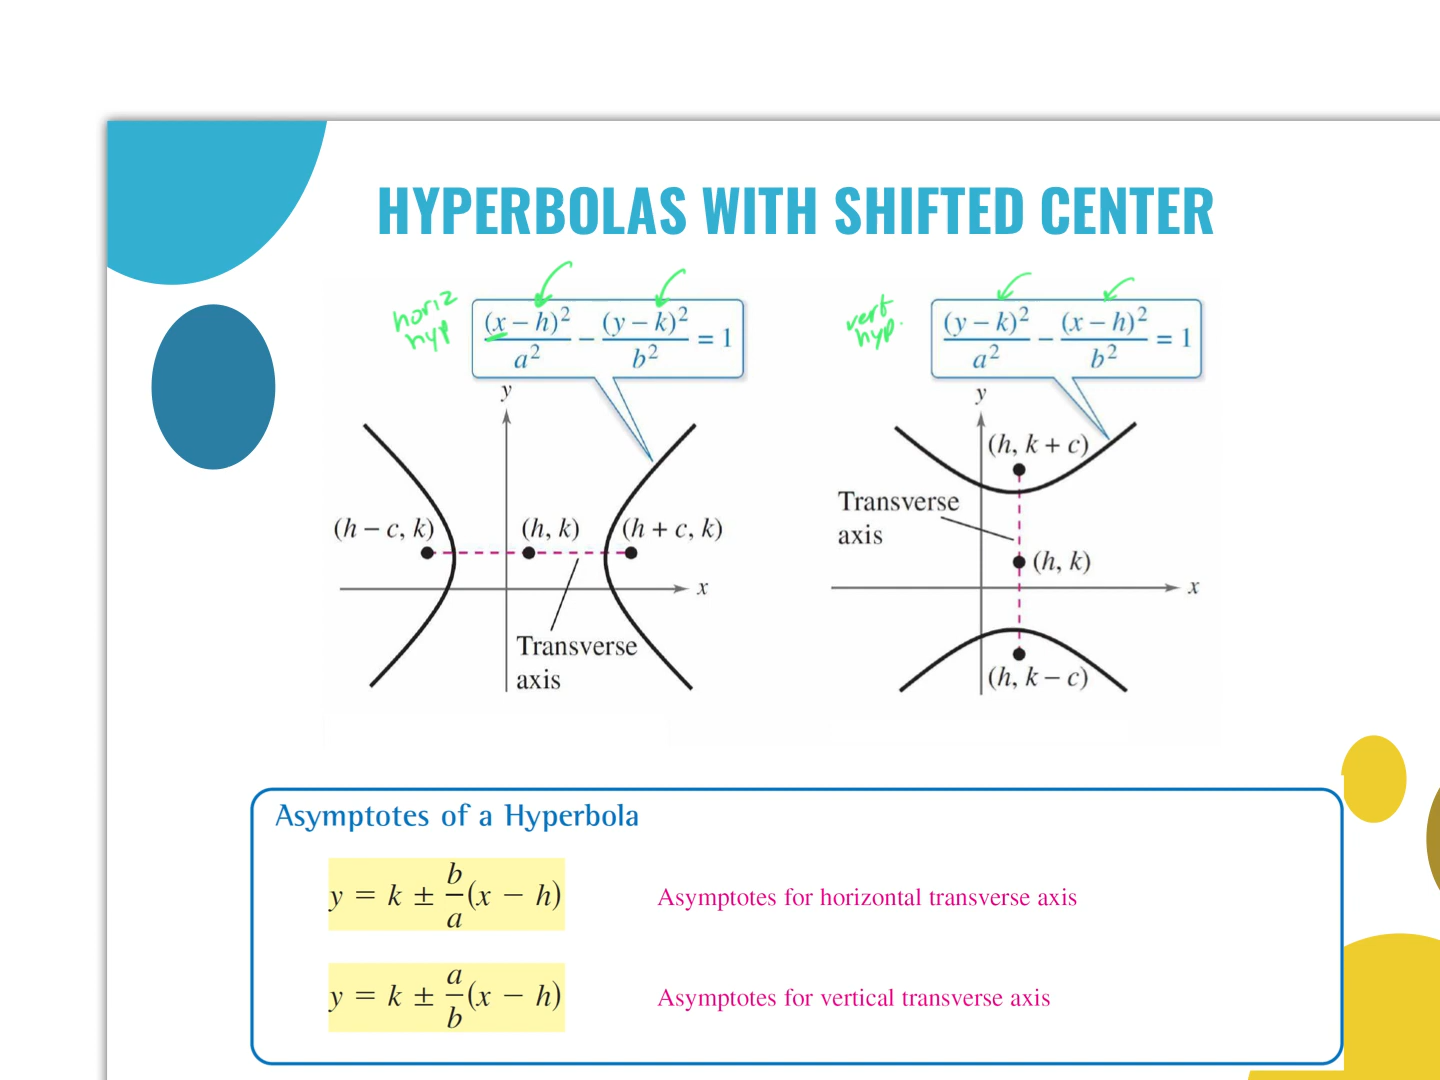 HYPERBOLAS WITH SHIFTED CENTER
horiz
hyp
(x − h)²/a² − (y − k)²/b² = 1
vert
hyp.
(y − k)²/a² − (x − h)²/b² = 1
y
(h − c, k)
(h, k)
(h + c, k)
x
Transverse
axis
y
(h, k + c)
Transverse
axis
(h, k)
x
(h, k − c)
Asymptotes of a Hyperbola
y = k ± b/a (x − h)
Asymptotes for horizontal transverse axis
y = k ± a/b (x − h)
Asymptotes for vertical transverse axis